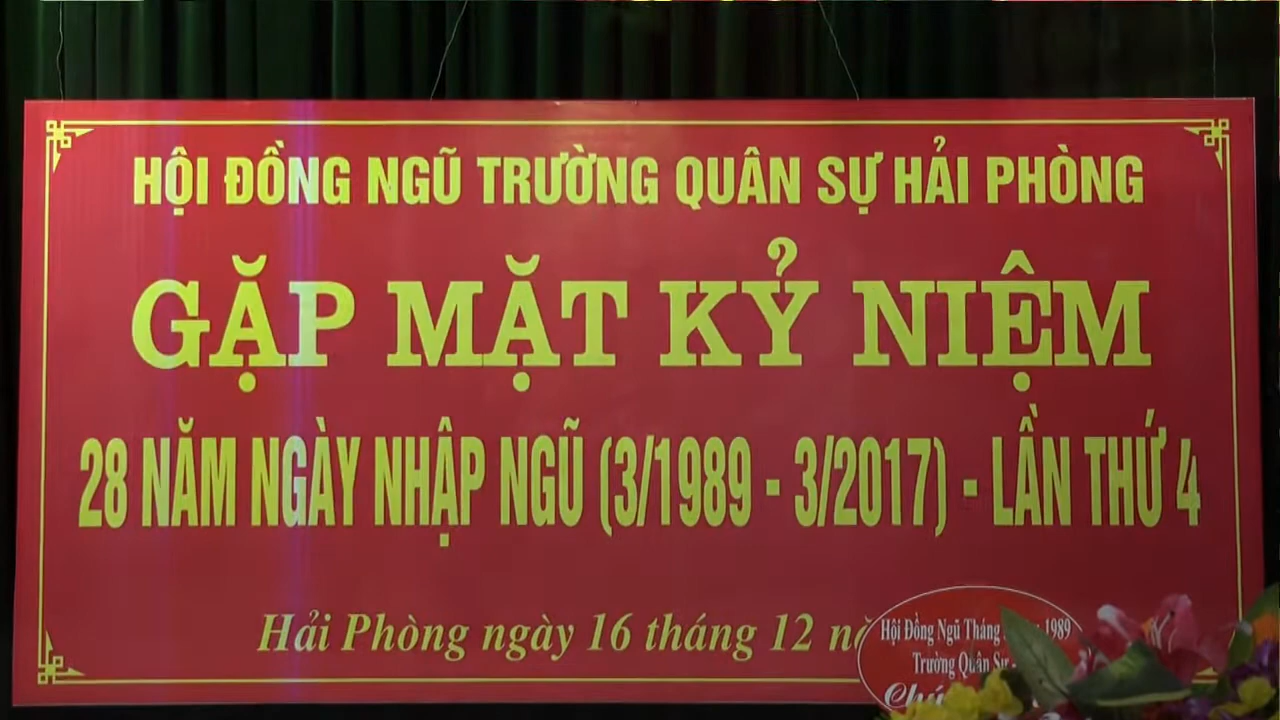 HỘI ĐỒNG NGŨ TRƯỜNG QUÂN SỰ HẢI PHÒNG
GẶP MẶT KỶ NIỆM
28 NĂM NGÀY NHẬP NGŨ (3/1989 - 3/2017) - LẦN THỨ 4
Hải Phòng ngày 16 tháng 12
Hội Đồng Ngũ Tháng 1989
Trường Quân Sự -